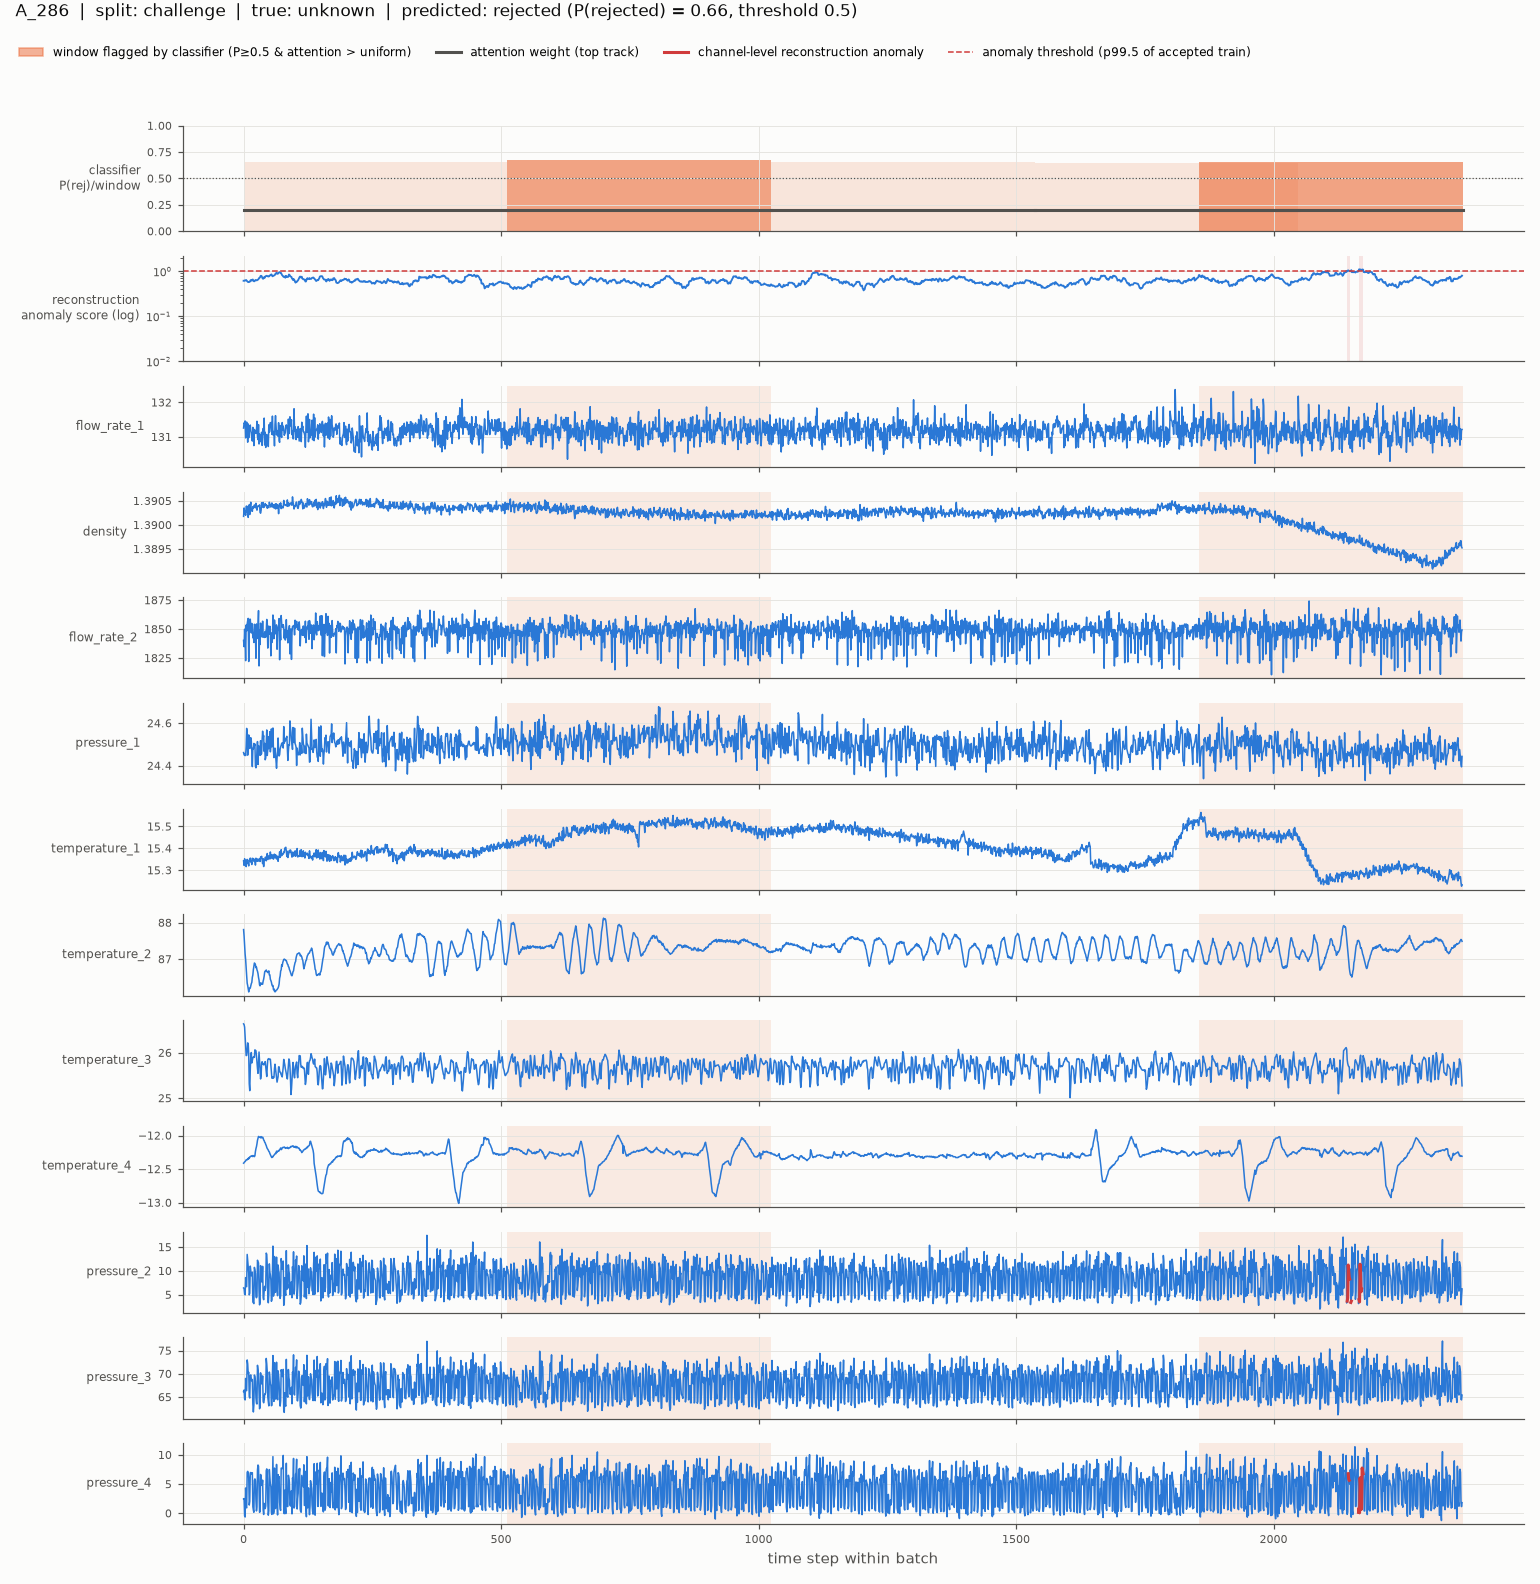 A_286 | split: challenge | true: unknown | predicted: rejected (P(rejected) = 0.66, threshold 0.5)
window flagged by classifier (P≥0.5 & attention > uniform) attention weight (top track) channel-level reconstruction anomaly anomaly threshold (p99.5 of accepted train)
1.00
0.75
0.50
0.25
0.00
classifier
P(rej)/window
10⁰
10⁻¹
10⁻²
reconstruction
anomaly score (log)
132
131
flow_rate_1
1.3905
1.3900
1.3895
density
1875
1850
1825
flow_rate_2
24.6
24.4
pressure_1
15.5
15.4
15.3
temperature_1
88
87
temperature_2
26
25
temperature_3
−12.0
−12.5
−13.0
temperature_4
15
10
5
pressure_2
75
70
65
pressure_3
10
5
0
pressure_4
0 500 1000 1500 2000
time step within batch